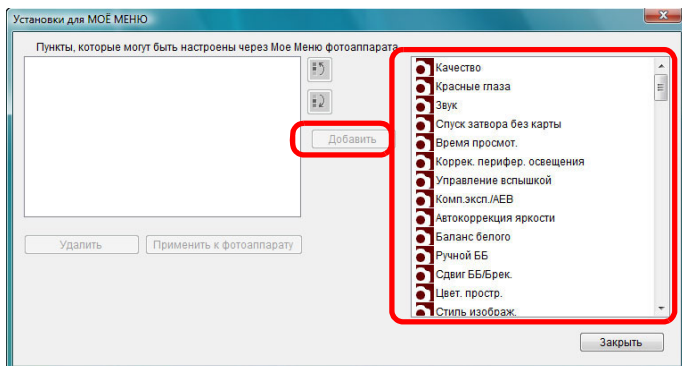 Установки для МОЁ МЕНЮ
Пункты, которые могут быть настроены через Мое Меню фотоаппарата.
Добавить
Удалить
Применить к фотоаппарату
Качество
Красные глаза
Звук
Спуск затвора без карты
Время просмот.
Коррек. перифер. освещения
Управление вспышкой
Комп.эксп./AEB
Автокоррекция яркости
Баланс белого
Ручной ББ
Сдвиг ББ/Брек.
Цвет. простр.
Стиль изображ.
Закрыть